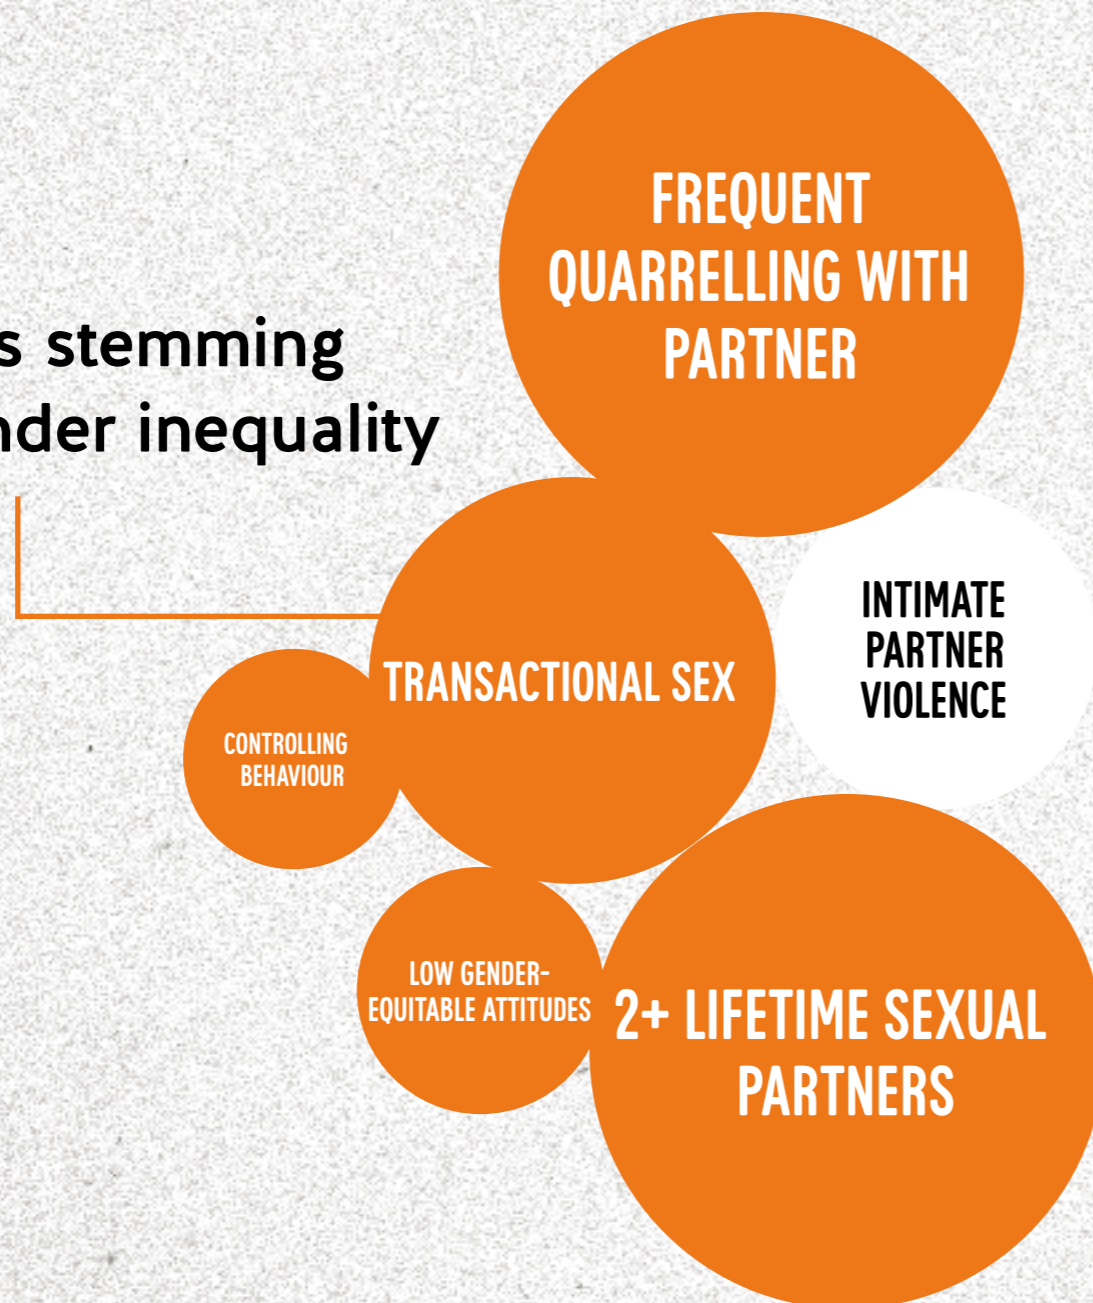 FREQUENT
QUARRELLING WITH
PARTNER
stemming
inequality
INTIMATE
PARTNER
VIOLENCE
TRANSACTIONAL SEX
CONTROLLING
BEHAVIOUR
LOW GENDER-
EQUITABLE ATTITUDES
2+ LIFETIME SEXUAL
PARTNERS